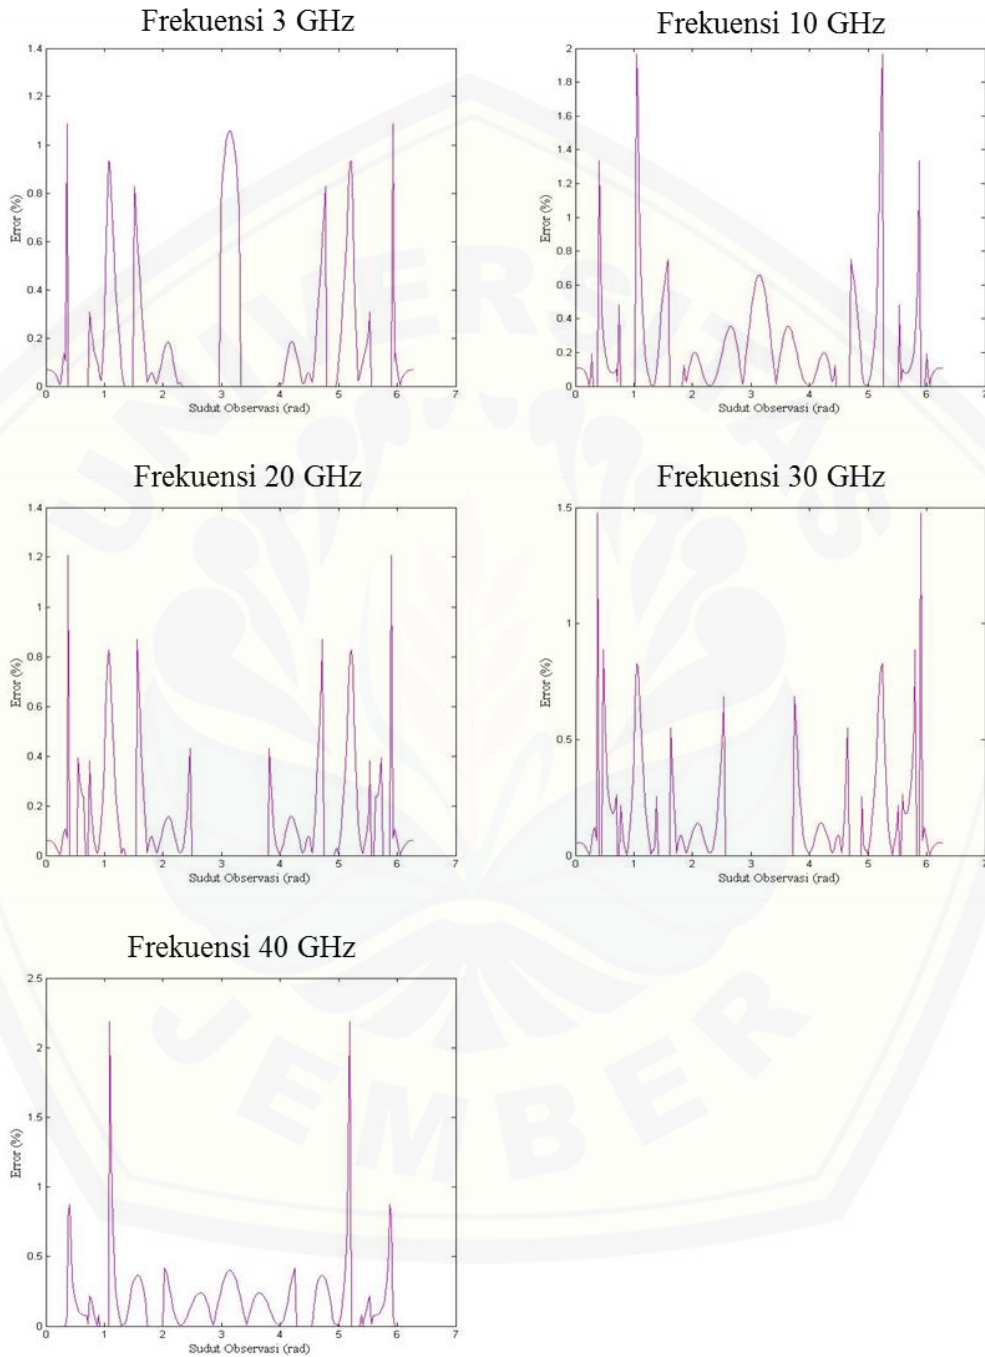 Frekuensi 3 GHz
1.4
1.2
1
0.8
0.6
0.4
0.2
0
Error (%)
0 1 2 3 4 5 6 7
Sudut Observasi (rad)
Frekuensi 10 GHz
2
1.8
1.6
1.4
1.2
1
0.8
0.6
0.4
0.2
0
Error (%)
0 1 2 3 4 5 6 7
Sudut Observasi (rad)
Frekuensi 20 GHz
1.4
1.2
1
0.8
0.6
0.4
0.2
0
Error (%)
0 1 2 3 4 5 6 7
Sudut Observasi (rad)
Frekuensi 30 GHz
1.5
1
0.5
0
Error (%)
0 1 2 3 4 5 6 7
Sudut Observasi (rad)
Frekuensi 40 GHz
2.5
2
1.5
1
0.5
0
Error (%)
0 1 2 3 4 5 6 7
Sudut Observasi (rad)
UNIVERSITAS
JEMBER